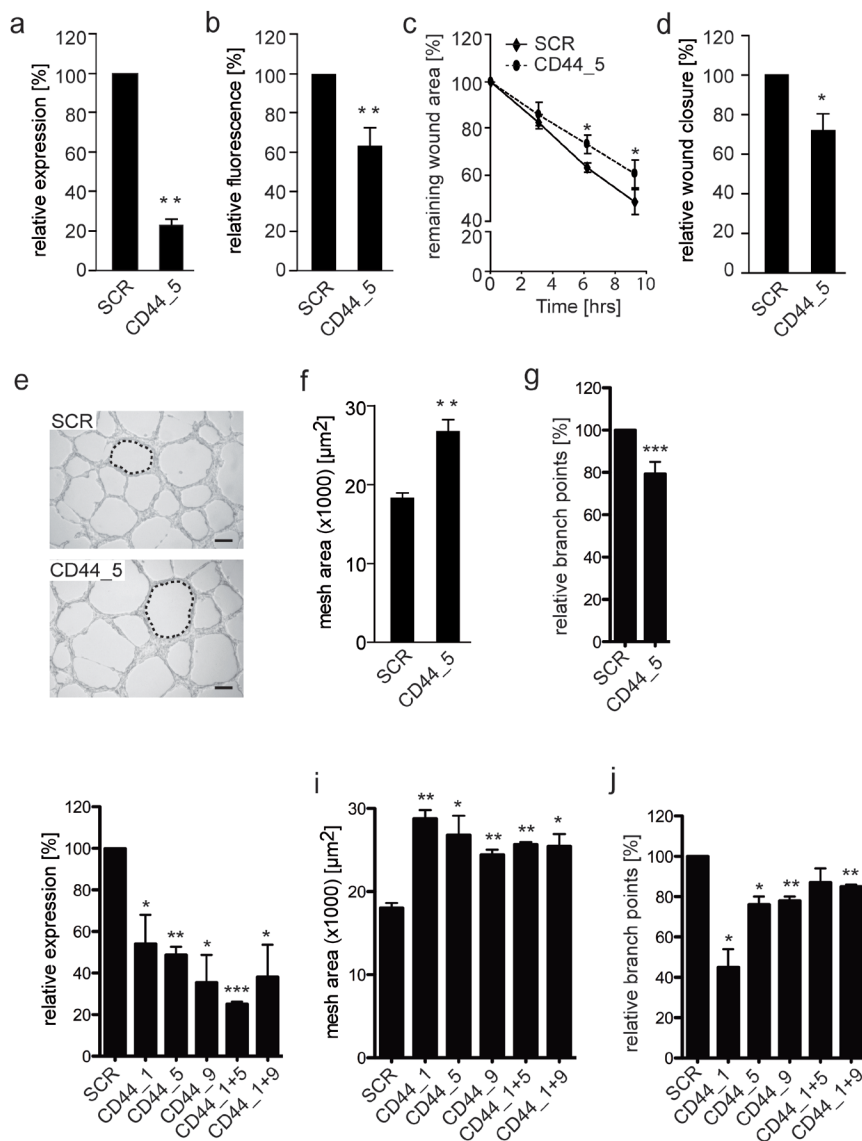 a
relative expression [%]
120
100
80
60
40
20
0
**
SCR
CD44_5
b
relative fluorescence [%]
120
100
80
60
40
20
0
**
SCR
CD44_5
c
remaining wound area [%]
120
100
80
60
40
20
0
SCR
CD44_5
*
*
0 2 4 6 8 10
Time [hrs]
d
relative wound closure [%]
120
100
80
60
40
20
0
*
SCR
CD44_5
e
SCR
CD44_5
f
mesh area (x1000) [µm2]
30
20
10
0
**
SCR
CD44_5
g
relative branch points [%]
120
100
80
60
40
20
0
***
SCR
CD44_5
relative expression [%]
120
100
80
60
40
20
0
*
**
*
***
*
SCR
CD44_1
CD44_5
CD44_9
CD44_1+5
CD44_1+9
i
mesh area (x1000) [µm2]
30
20
10
0
**
*
**
**
*
SCR
CD44_1
CD44_5
CD44_9
CD44_1+5
CD44_1+9
j
relative branch points [%]
120
100
80
60
40
20
0
*
*
**
**
SCR
CD44_1
CD44_5
CD44_9
CD44_1+5
CD44_1+9